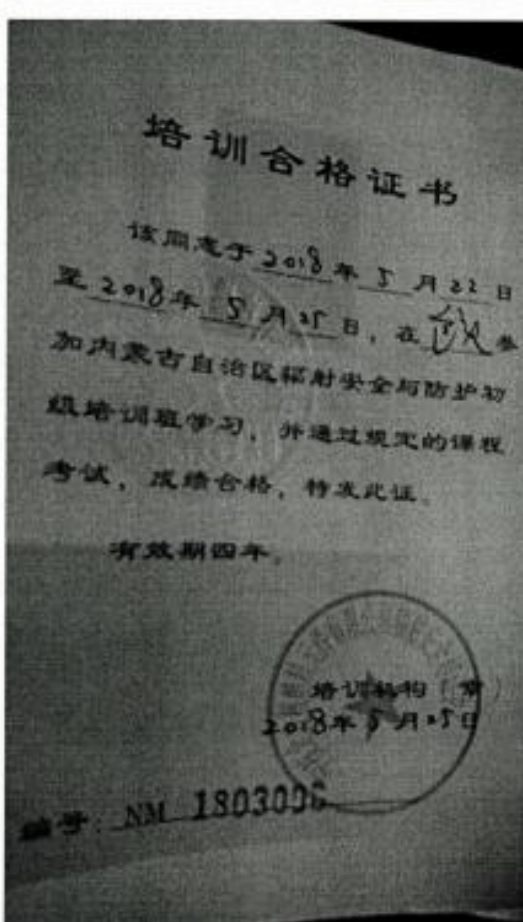 培训合格证书
该同志于2018年5月22日
至2018年5月25日，在 参
加内蒙古自治区辐射安全与防护初
级培训班学习，并通过规定的课程
考试，成绩合格，特发此证。
有效期四年。
培训机构（章）
2018年5月25日
编号：NM 1803006